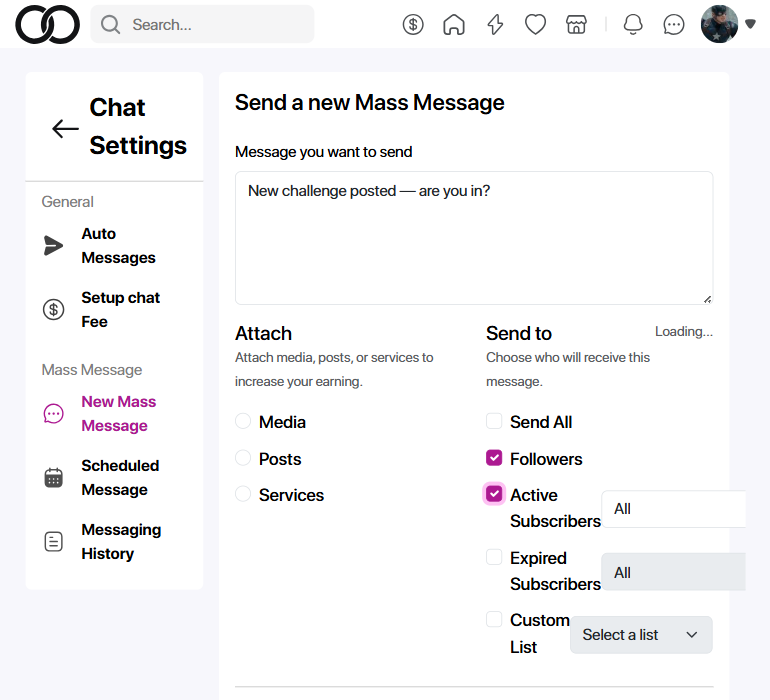 Search...
Chat
Settings
General
Auto
Messages
Setup chat
Fee
Mass Message
New Mass
Message
Scheduled
Message
Messaging
History
Send a new Mass Message
Message you want to send
New challenge posted — are you in?
Attach
Attach media, posts, or services to
increase your earning.
Media
Posts
Services
Send to
Loading...
Choose who will receive this
message.
Send All
Followers
Active
Subscribers
All
Expired
Subscribers
All
Custom
List
Select a list